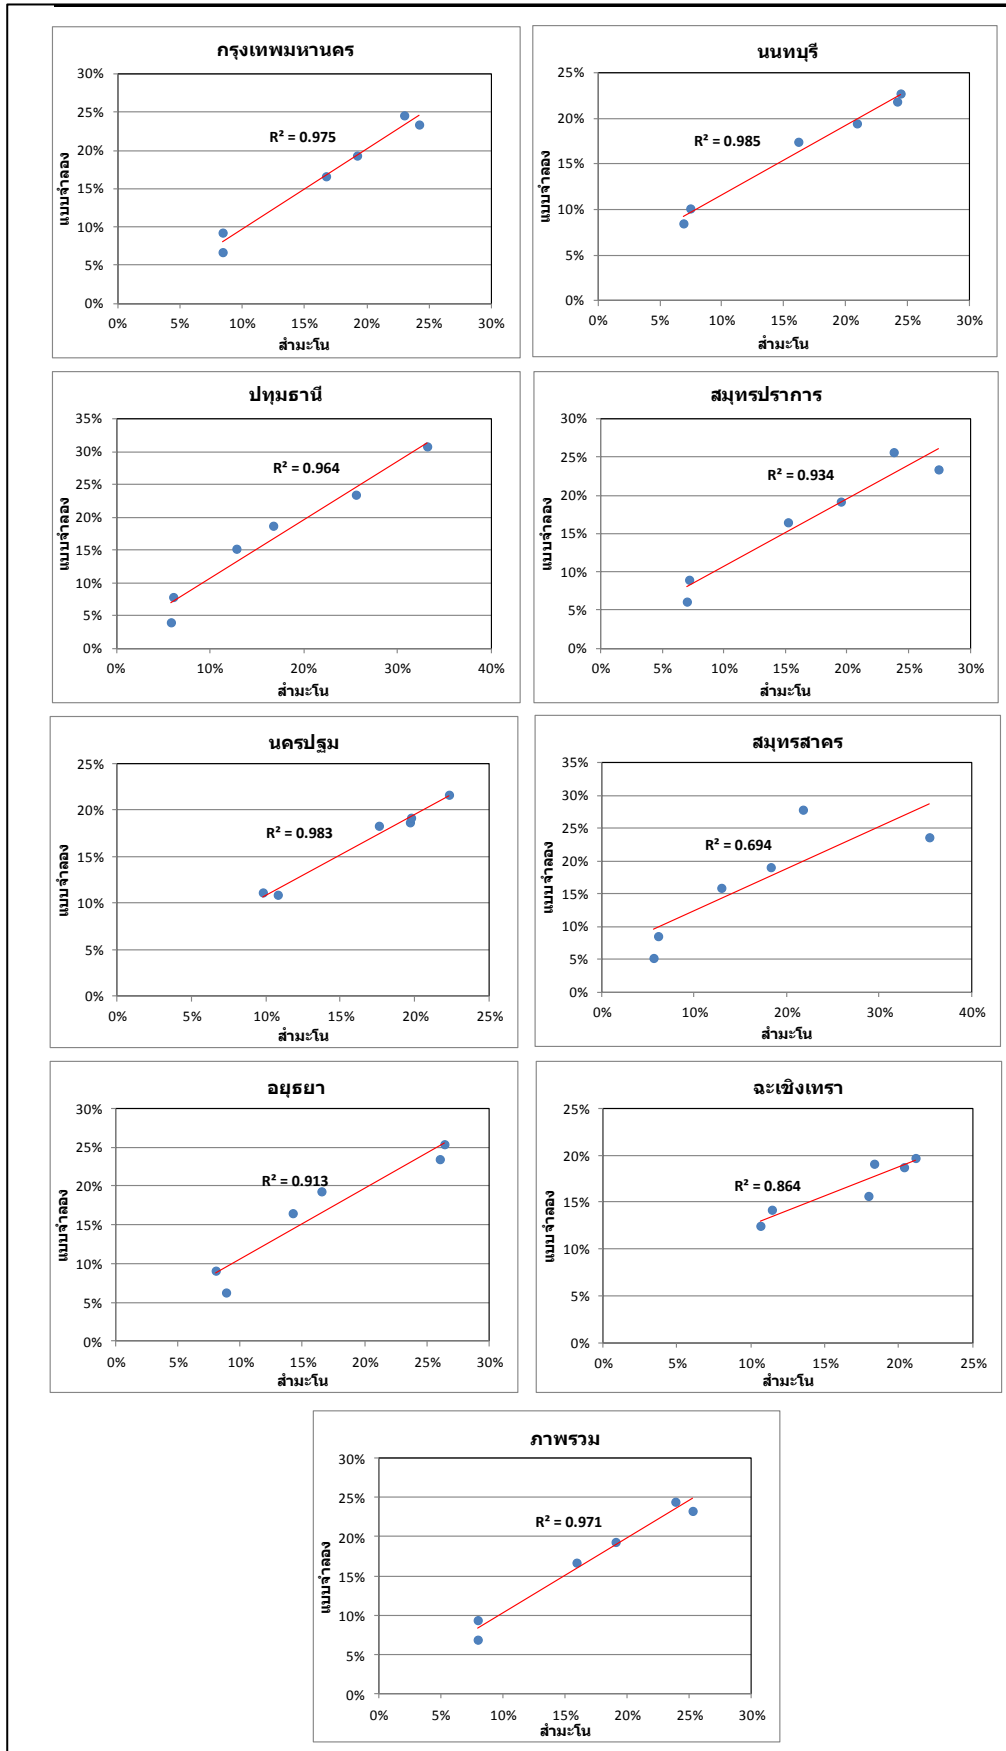 กรุงเทพมหานคร
30%
25%
20%
15%
10%
5%
0%
แบบจำลอง
R² = 0.975
0% 5% 10% 15% 20% 25% 30%
สำมะโน
นนทบุรี
25%
20%
15%
10%
5%
0%
แบบจำลอง
R² = 0.985
0% 5% 10% 15% 20% 25% 30%
สำมะโน
ปทุมธานี
35%
30%
25%
20%
15%
10%
5%
0%
แบบจำลอง
R² = 0.964
0% 10% 20% 30% 40%
สำมะโน
สมุทรปราการ
30%
25%
20%
15%
10%
5%
0%
แบบจำลอง
R² = 0.934
0% 5% 10% 15% 20% 25% 30%
สำมะโน
นครปฐม
25%
20%
15%
10%
5%
0%
แบบจำลอง
R² = 0.983
0% 5% 10% 15% 20% 25%
สำมะโน
สมุทรสาคร
35%
30%
25%
20%
15%
10%
5%
0%
แบบจำลอง
R² = 0.694
0% 10% 20% 30% 40%
สำมะโน
อยุธยา
30%
25%
20%
15%
10%
5%
0%
แบบจำลอง
R² = 0.913
0% 5% 10% 15% 20% 25% 30%
สำมะโน
ฉะเชิงเทรา
25%
20%
15%
10%
5%
0%
แบบจำลอง
R² = 0.864
0% 5% 10% 15% 20% 25%
สำมะโน
ภาพรวม
30%
25%
20%
15%
10%
5%
0%
แบบจำลอง
R² = 0.971
0% 5% 10% 15% 20% 25% 30%
สำมะโน